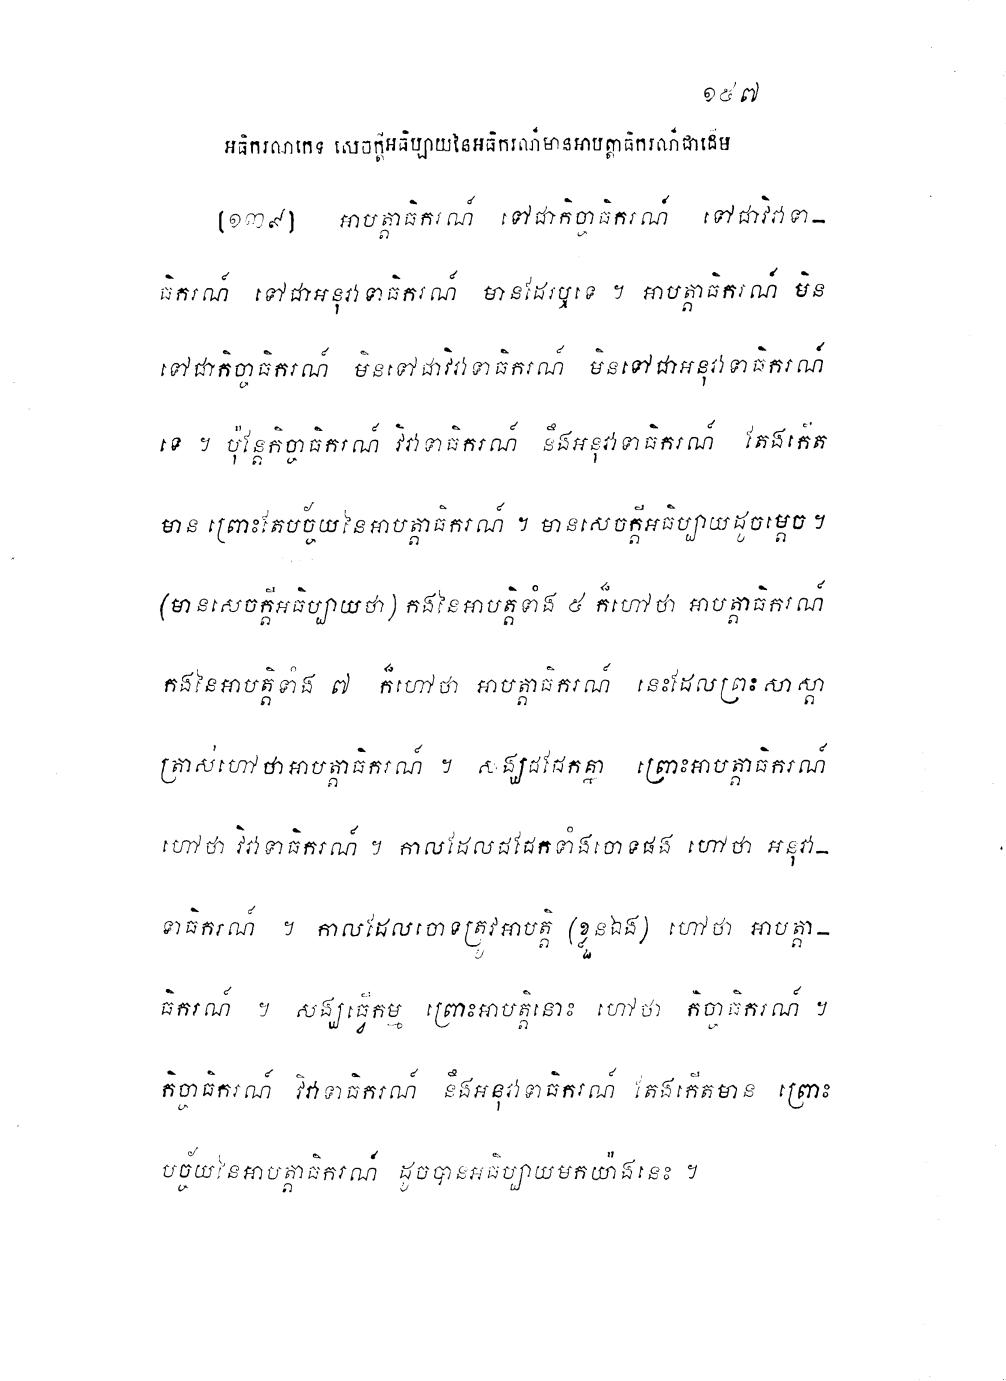 ១៥៧
អធិករណភេទ សេចក្តីអធិប្បាយនៃអធិករណ៍មានអាបត្តាធិករណ៍ជាដើម
(១៣៩) អាបត្តាធិករណ៍ ទៅជាកិច្ចាធិករណ៍ ទៅជាវិវាទា-
ធិករណ៍ ទៅជាអនុវាទាធិករណ៍ មានដែរឬទេ ។ អាបត្តាធិករណ៍ មិន
ទៅជាកិច្ចាធិករណ៍ មិនទៅជាវិវាទាធិករណ៍ មិនទៅជាអនុវាទាធិករណ៍
ទេ ។ ប៉ុន្តែកិច្ចាធិករណ៍ វិវាទាធិករណ៍ នឹងអនុវាទាធិករណ៍ តែងកើត
មាន ព្រោះតែបច្ច័យនៃអាបត្តាធិករណ៍ ។ មានសេចក្តីអធិប្បាយដូចម្តេច ។
(មានសេចក្តីអធិប្បាយថា) កងនៃអាបត្តិទាំង ៥ ក៏ហៅថា អាបត្តាធិករណ៍
កងនៃអាបត្តិទាំង ៧ ក៏ហៅថា អាបត្តាធិករណ៍ នេះដែលព្រះសាស្តា
ត្រាស់ហៅថាអាបត្តាធិករណ៍ ។ សង្ឃដដែកគ្នា ព្រោះអាបត្តាធិករណ៍
ហៅថា វិវាទាធិករណ៍ ។ កាលដែលដដែកទាំងចោទផង ហៅថា អនុវា-
ទាធិករណ៍ ។ កាលដែលចោទត្រូវអាបត្តិ (ខ្លួនឯង) ហៅថា អាបត្តា-
ធិករណ៍ ។ សង្ឃធ្វើកម្ម ព្រោះអាបត្តិនោះ ហៅថា កិច្ចាធិករណ៍ ។
កិច្ចាធិករណ៍ វិវាទាធិករណ៍ នឹងអនុវាទាធិករណ៍ តែងកើតមាន ព្រោះ
បច្ច័យនៃអាបត្តាធិករណ៍ ដូចបានអធិប្បាយមកយ៉ាងនេះ ។